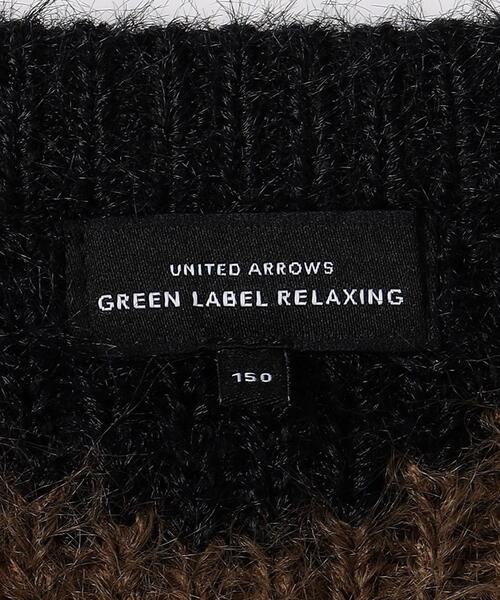 UNITED ARROWS
GREEN LABEL RELAXING
150